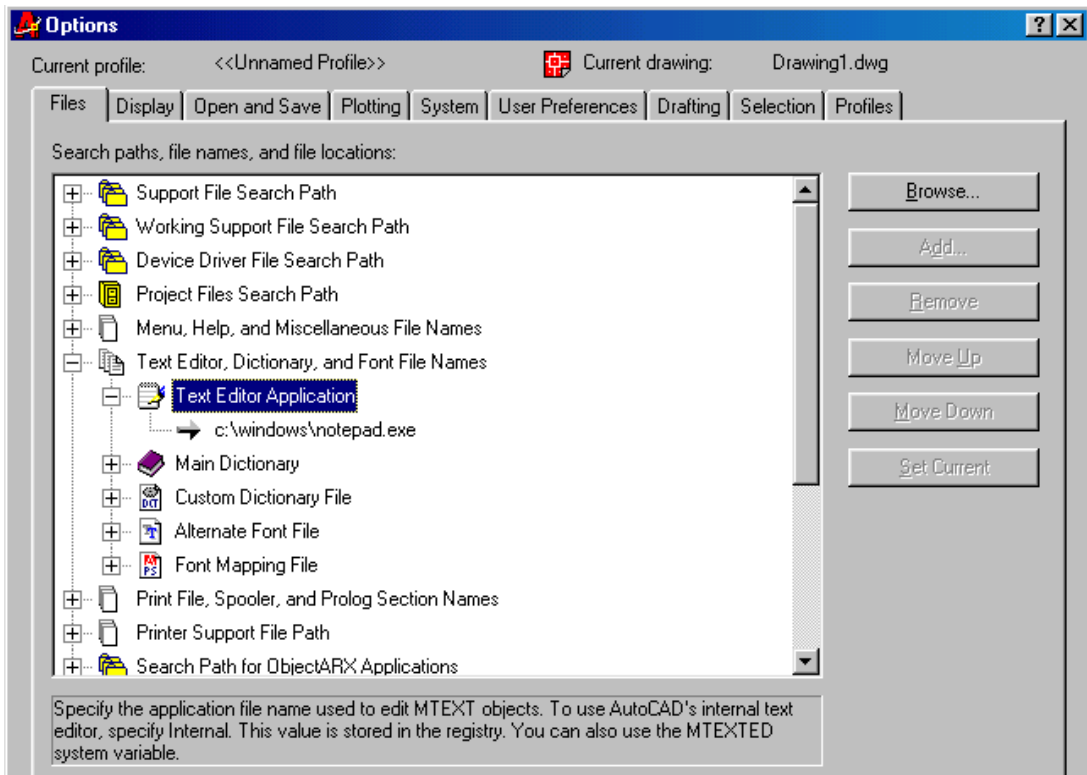 Options
Current profile: <<Unnamed Profile>> Current drawing: Drawing1.dwg
Files Display Open and Save Plotting System User Preferences Drafting Selection Profiles
Search paths, file names, and file locations:
Support File Search Path
Working Support File Search Path
Device Driver File Search Path
Project Files Search Path
Menu, Help, and Miscellaneous File Names
Text Editor, Dictionary, and Font File Names
Text Editor Application
c:\windows\notepad.exe
Main Dictionary
Custom Dictionary File
Alternate Font File
Font Mapping File
Print File, Spooler, and Prolog Section Names
Printer Support File Path
Search Path for ObjectARX Applications
Browse...
Add...
Remove
Move Up
Move Down
Set Current
Specify the application file name used to edit MTEXT objects. To use AutoCAD's internal text
editor, specify Internal. This value is stored in the registry. You can also use the MTEXTED
system variable.